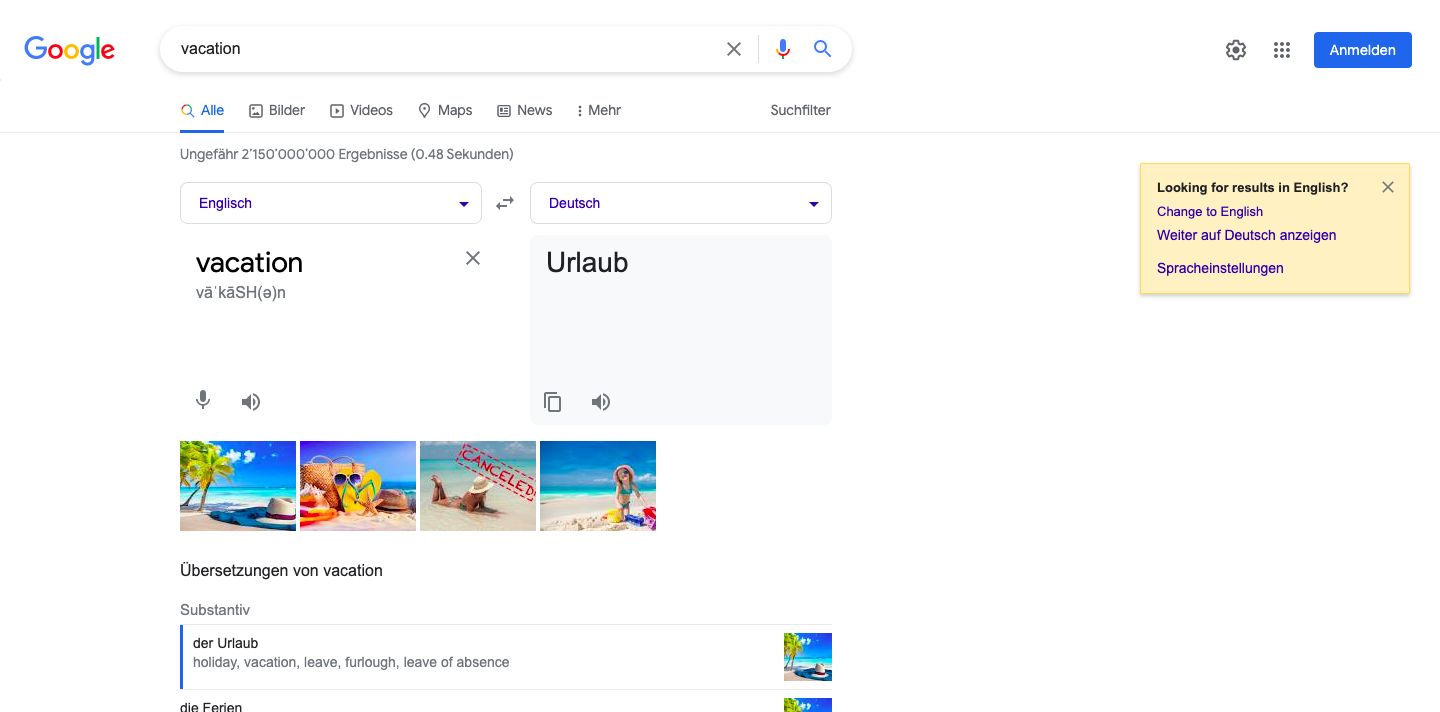 Google
vacation
Anmelden
Alle Bilder Videos Maps News Mehr Suchfilter
Ungefähr 2’150’000’000 Ergebnisse (0.48 Sekunden)
Looking for results in English?
Change to English
Weiter auf Deutsch anzeigen
Spracheinstellungen
Englisch
Deutsch
vacation
vāˈkāSH(ə)n
Urlaub
CANCELED
Übersetzungen von vacation
Substantiv
der Urlaub
holiday, vacation, leave, furlough, leave of absence
die Ferien